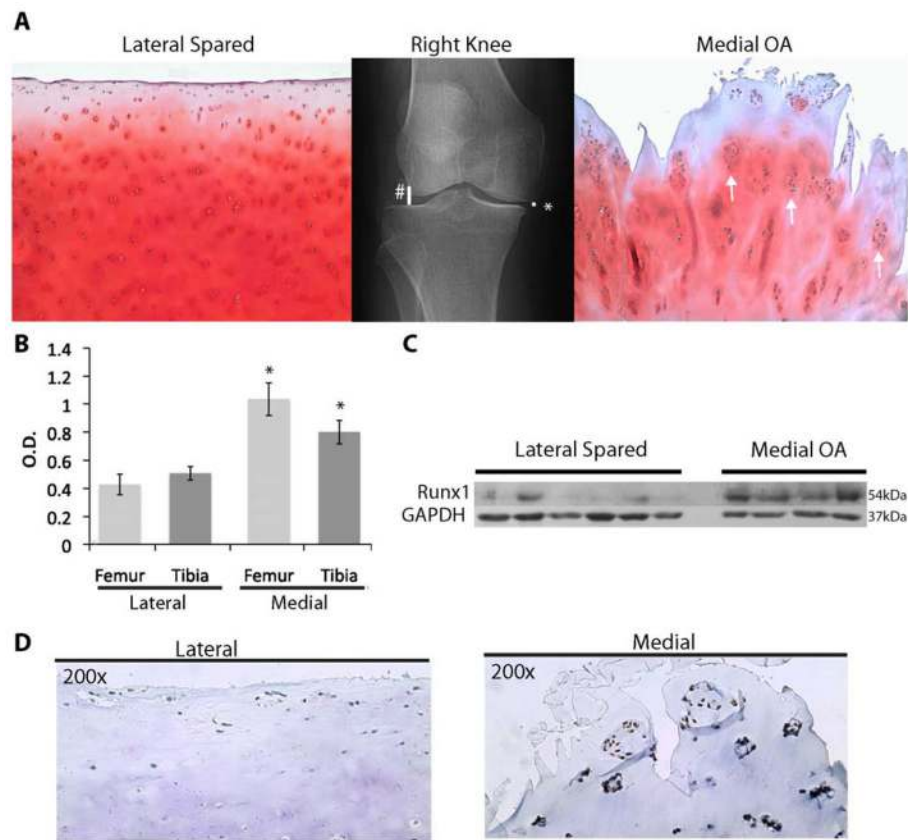 A
Lateral Spared
Right Knee
Medial OA
#
*
B
1.4
1.2
1
0.8
0.6
0.4
0.2
0
O.D.
*
*
Femur
Tibia
Femur
Tibia
Lateral
Medial
C
Lateral Spared
Medial OA
Runx1
54kDa
GAPDH
37kDa
D
Lateral
Medial
200x
200x